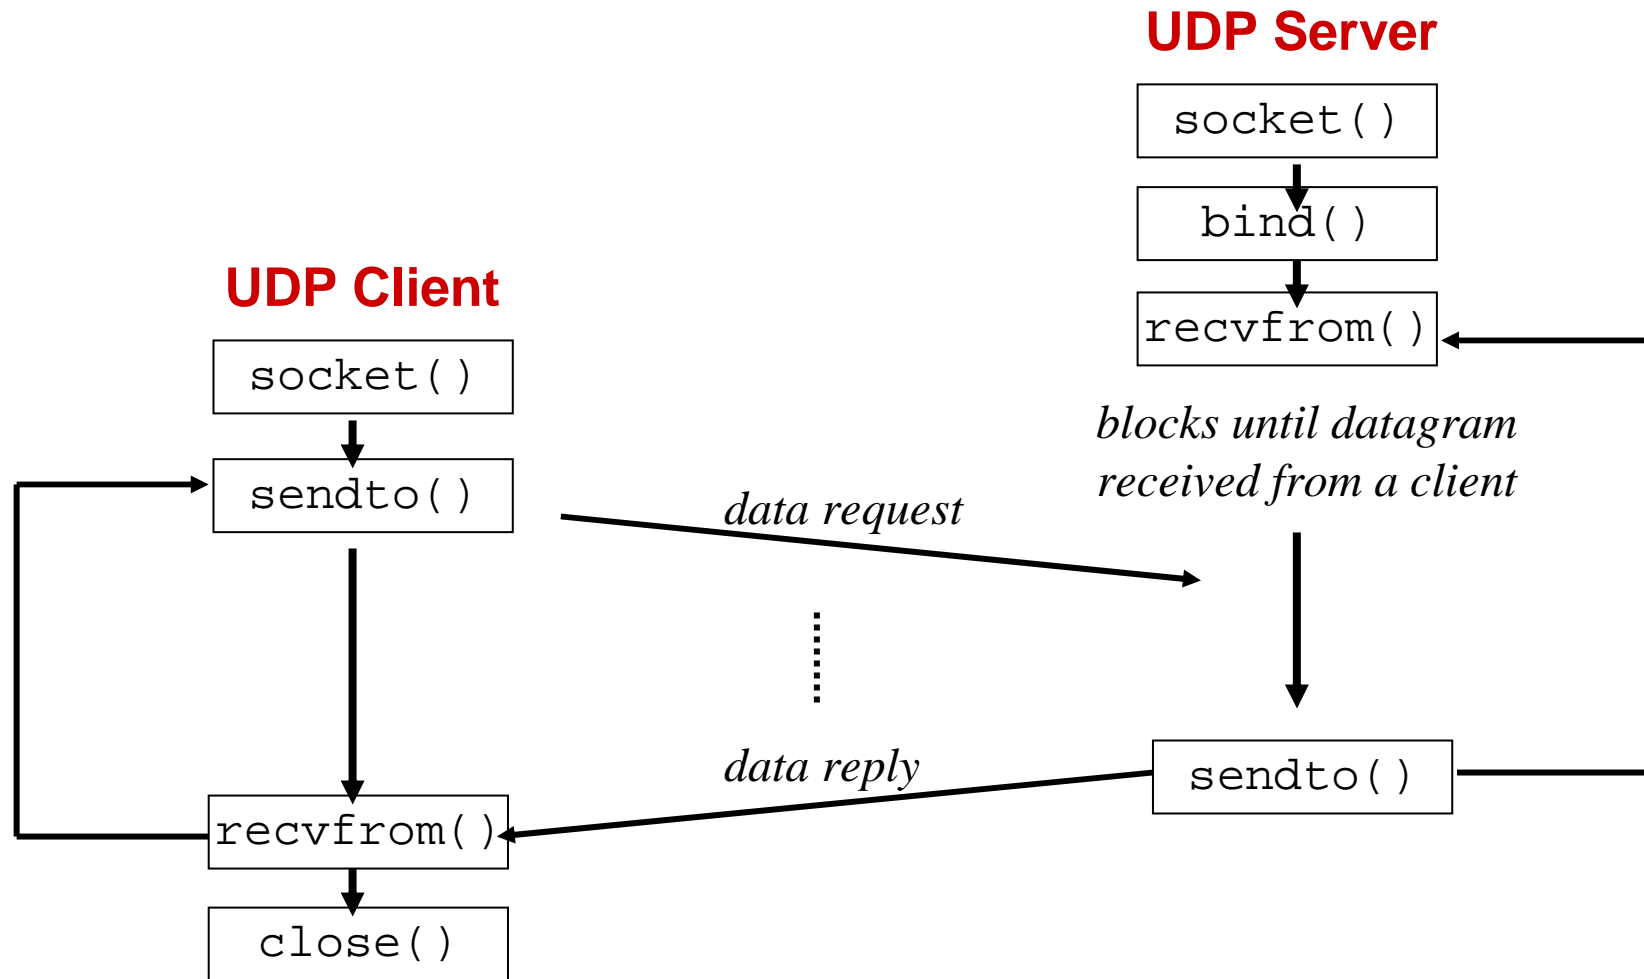 UDP Server
socket()
bind()
recvfrom()
blocks until datagram
received from a client
sendto()
UDP Client
socket()
sendto()
data request
data reply
recvfrom()
close()